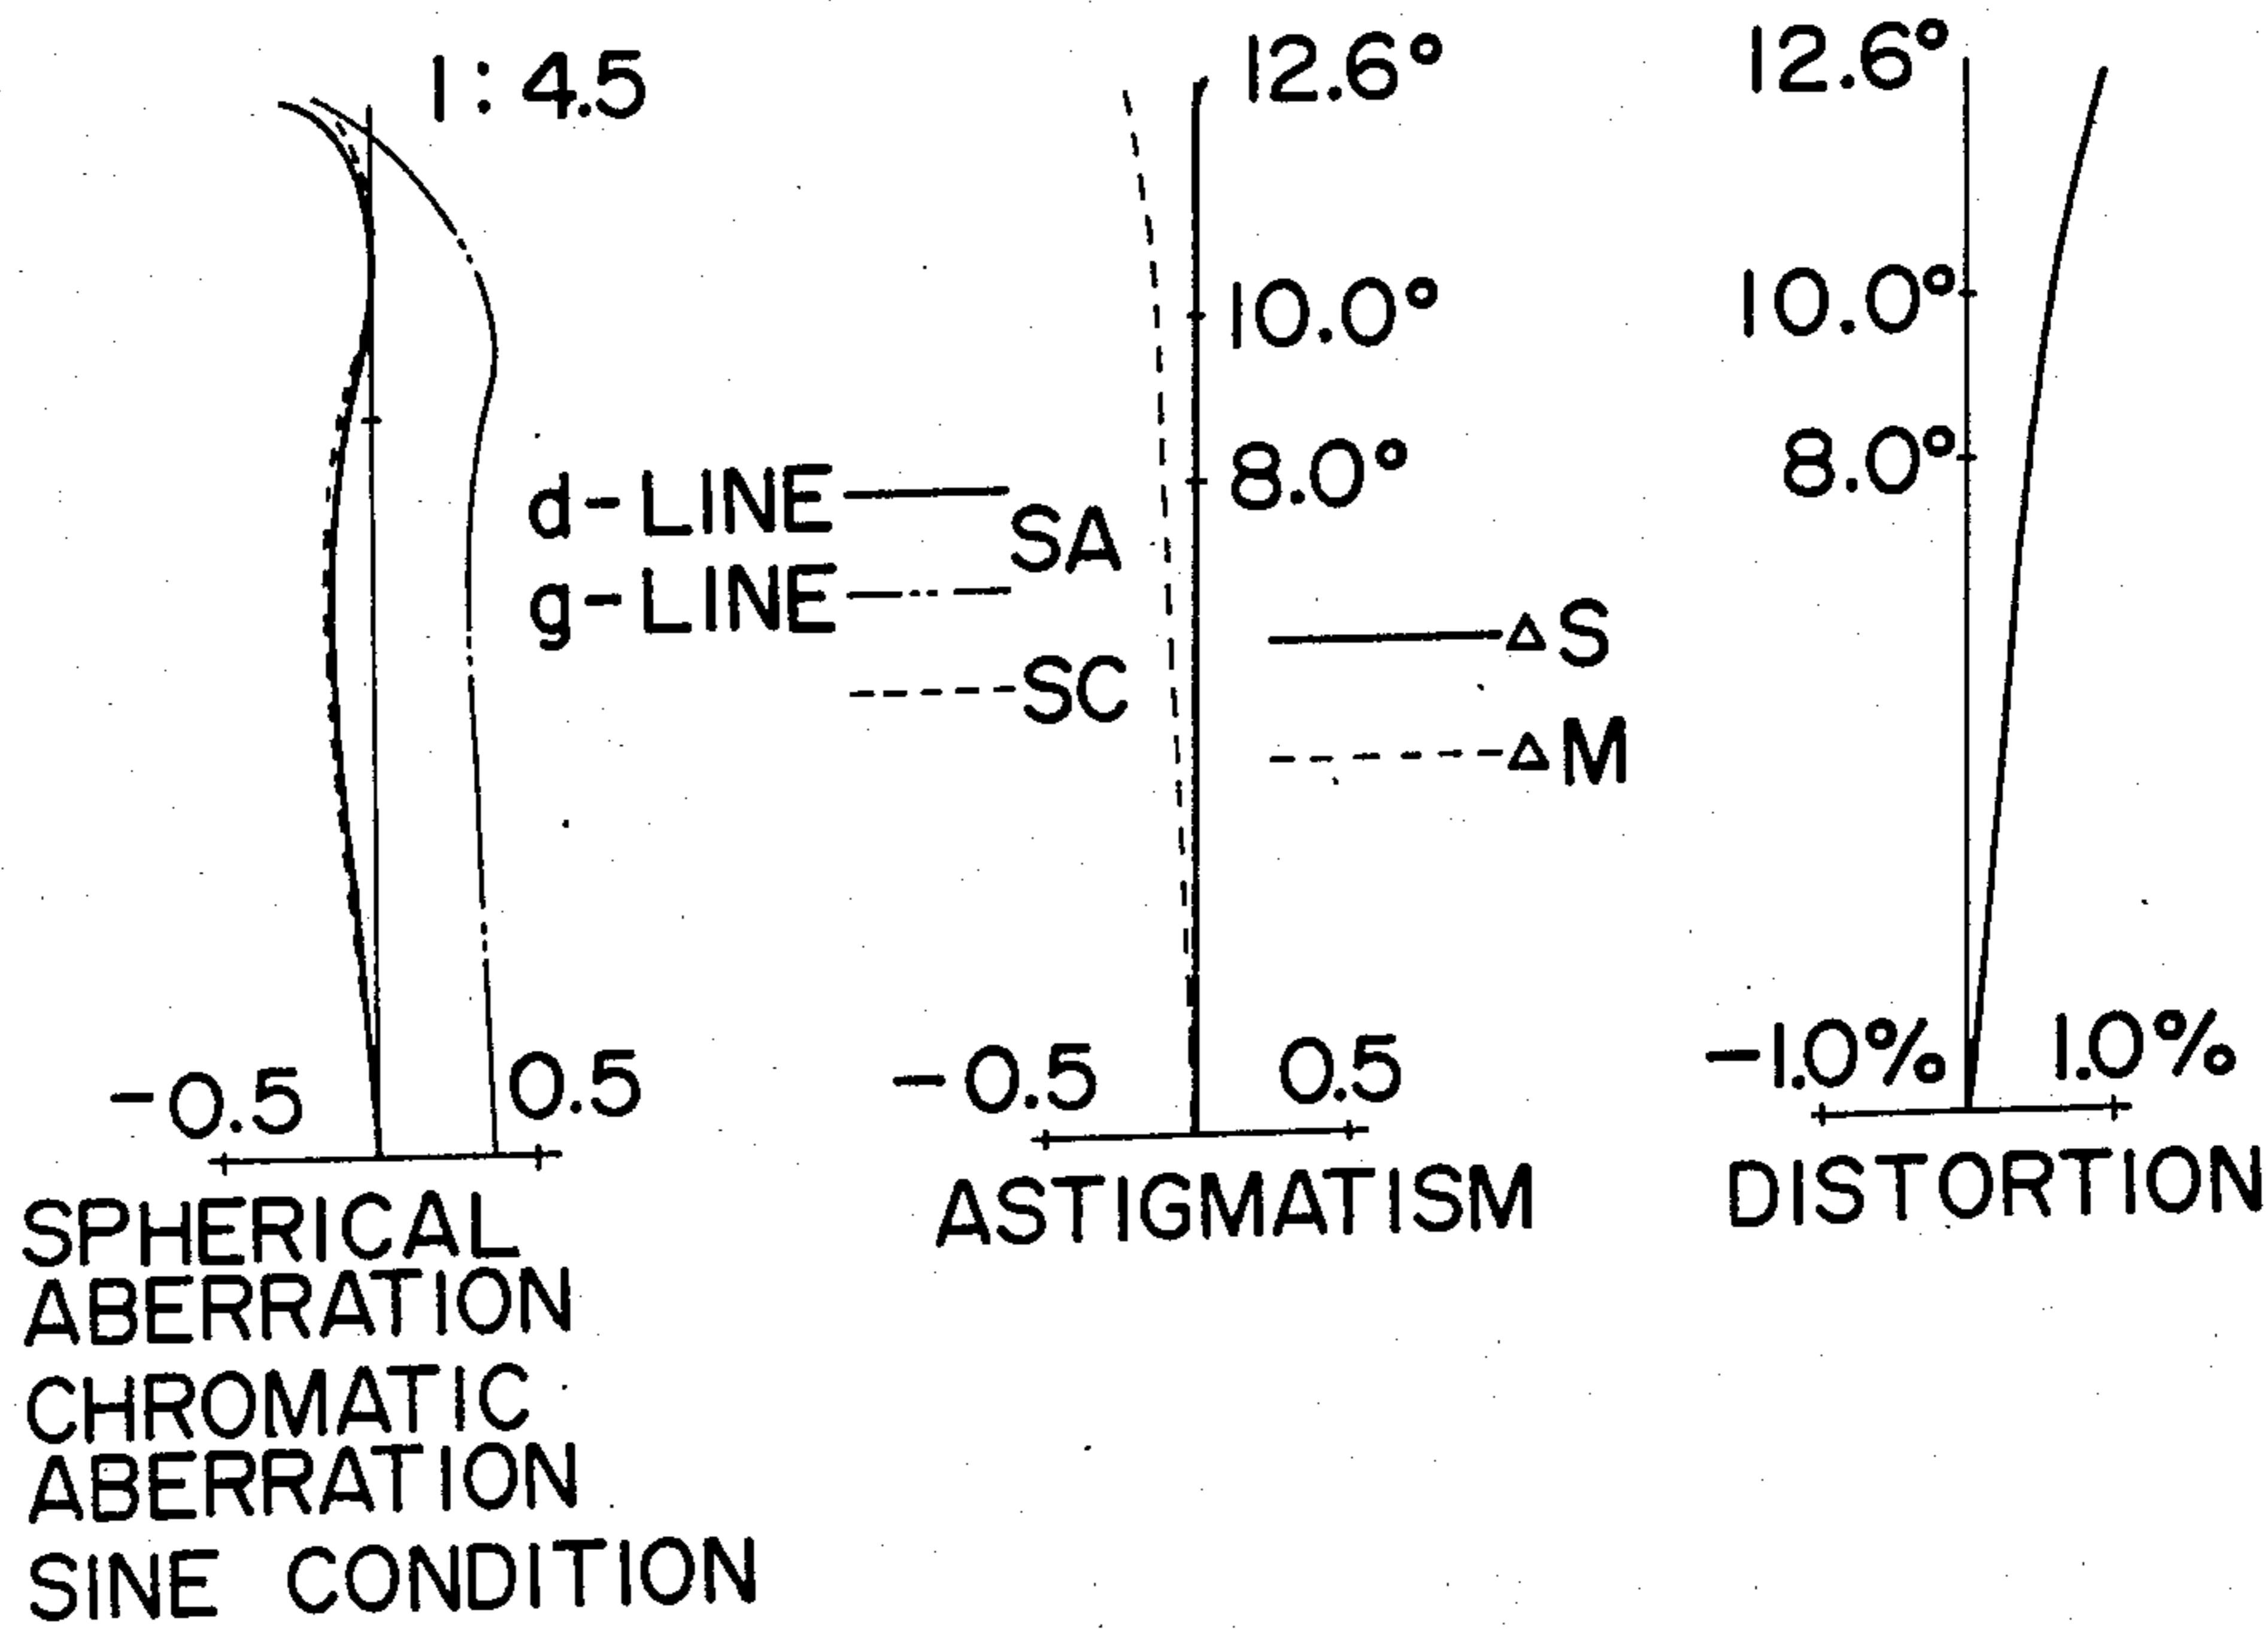 1:4.5
d-LINE
g-LINE
SA
SC
-0.5 0.5
SPHERICAL
ABERRATION
CHROMATIC
ABERRATION
SINE CONDITION
12.6°
10.0°
8.0°
ΔS
ΔM
-0.5 0.5
ASTIGMATISM
12.6°
10.0°
8.0°
-1.0% 1.0%
DISTORTION